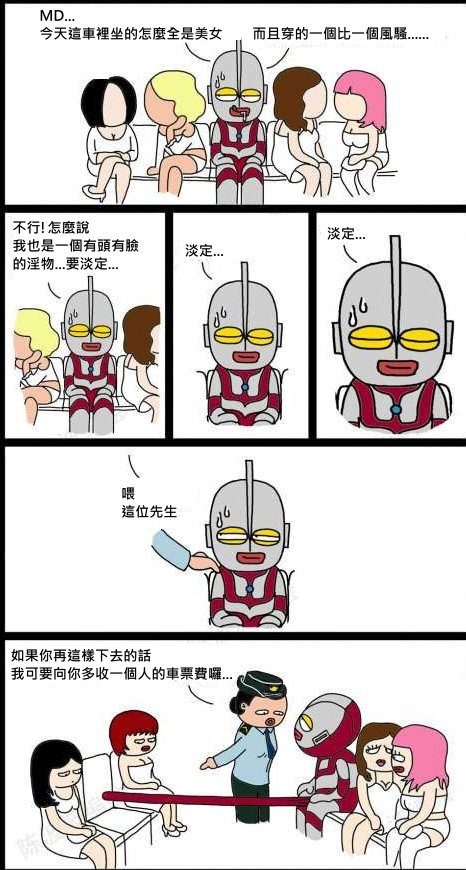 MD...
今天這車裡坐的怎麼全是美女
而且穿的一個比一個風騷......
不行! 怎麼說
我也是一個有頭有臉
的淫物...要淡定...
淡定...
淡定...
喂
這位先生
如果你再這樣下去的話
我可要向你多收一個人的車票費囉...